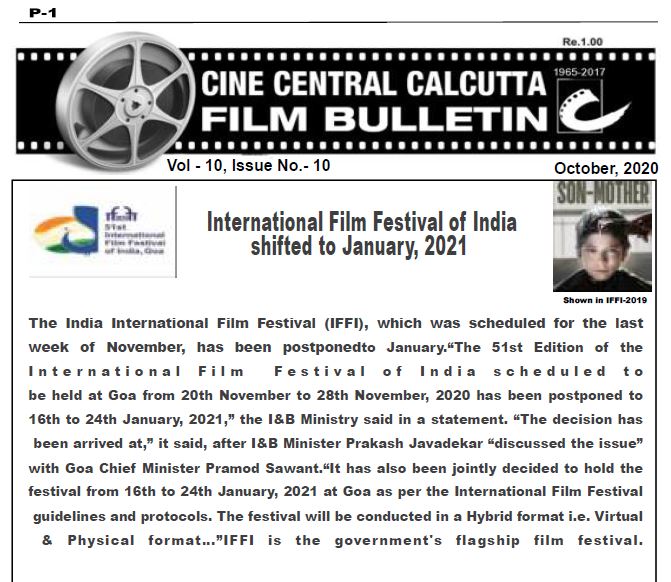 P-1
Re.1.00
CINE CENTRAL CALCUTTA
1965-2017
FILM BULLETIN
Vol - 10, Issue No.- 10
October, 2020
इफ्फि
51st
International
Film Festival
of India, Goa
International Film Festival of India
shifted to January, 2021
SON-MOTHER
Shown in IFFI-2019
The India International Film Festival (IFFI), which was scheduled for the last
week of November, has been postponedto January.“The 51st Edition of the
International Film Festival of India scheduled to
be held at Goa from 20th November to 28th November, 2020 has been postponed to
16th to 24th January, 2021,” the I&B Ministry said in a statement. “The decision has
been arrived at,” it said, after I&B Minister Prakash Javadekar “discussed the issue”
with Goa Chief Minister Pramod Sawant.“It has also been jointly decided to hold the
festival from 16th to 24th January, 2021 at Goa as per the International Film Festival
guidelines and protocols. The festival will be conducted in a Hybrid format i.e. Virtual
& Physical format...”IFFI is the government's flagship film festival.